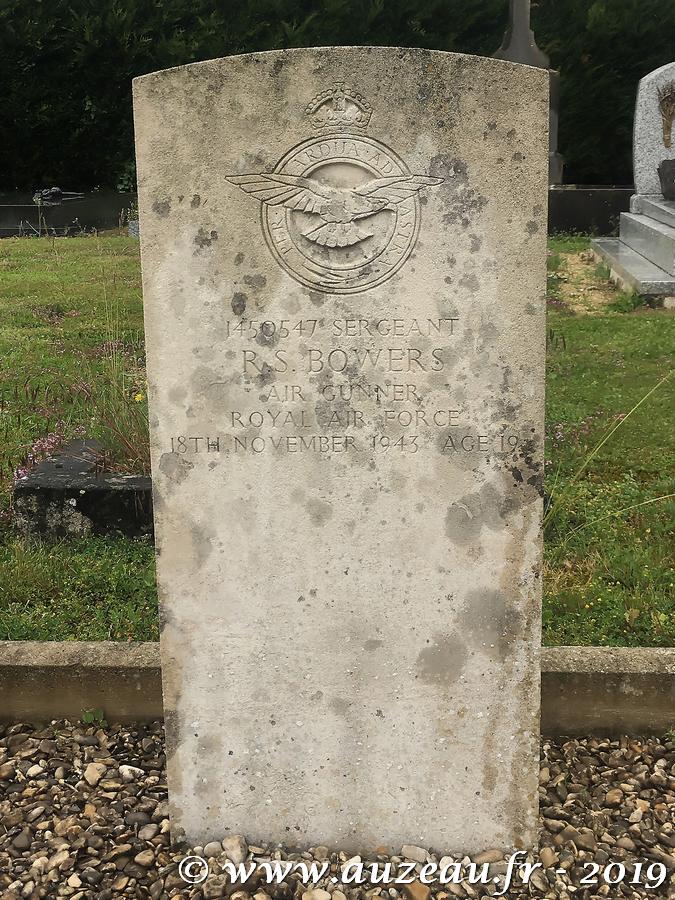 PER ARDUA AD ASTRA
1450547 SERGEANT
R.S. BOWERS
AIR GUNNER
ROYAL AIR FORCE
18TH NOVEMBER 1943 AGE 19
© www.auzeau.fr - 2019